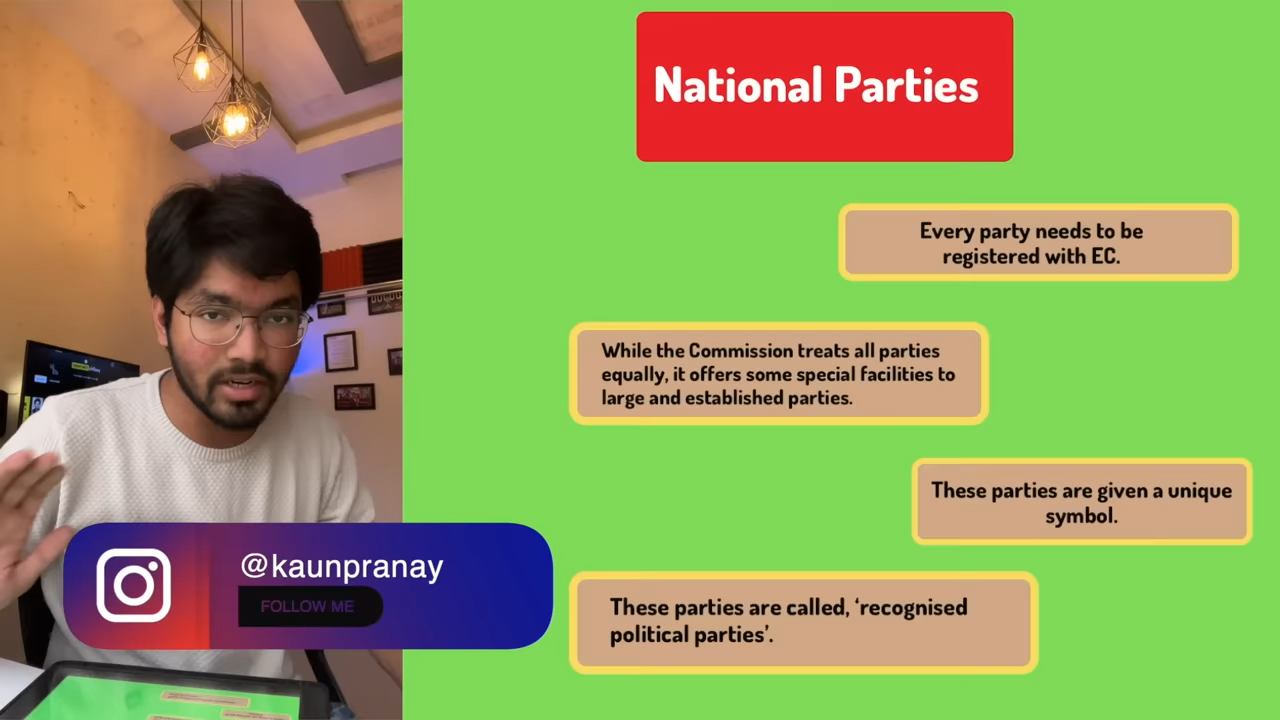 National Parties
Every party needs to be
registered with EC.
While the Commission treats all parties
equally, it offers some special facilities to
large and established parties.
These parties are given a unique
symbol.
@kaunpranay
FOLLOW ME
These parties are called, ‘recognised
political parties’.